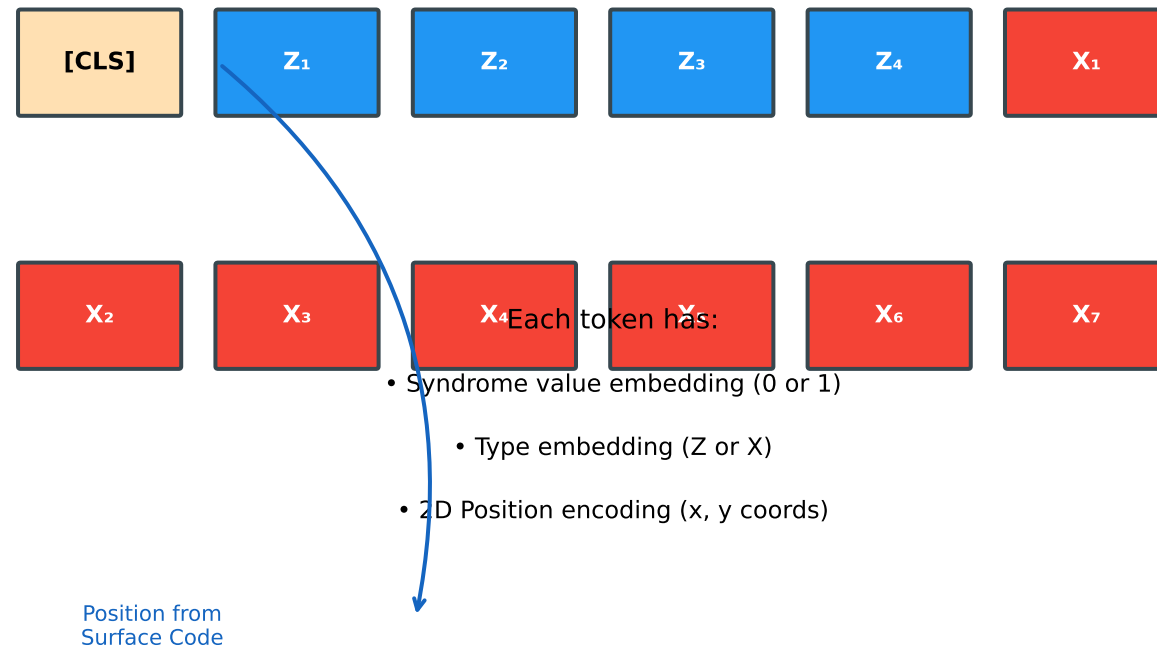 [CLS] Z₁ Z₂ Z₃ Z₄ X₁
X₂ X₃ X₄ X₅ X₆ X₇
Each token has:
• Syndrome value embedding (0 or 1)
• Type embedding (Z or X)
• 2D Position encoding (x, y coords)
Position from
Surface Code